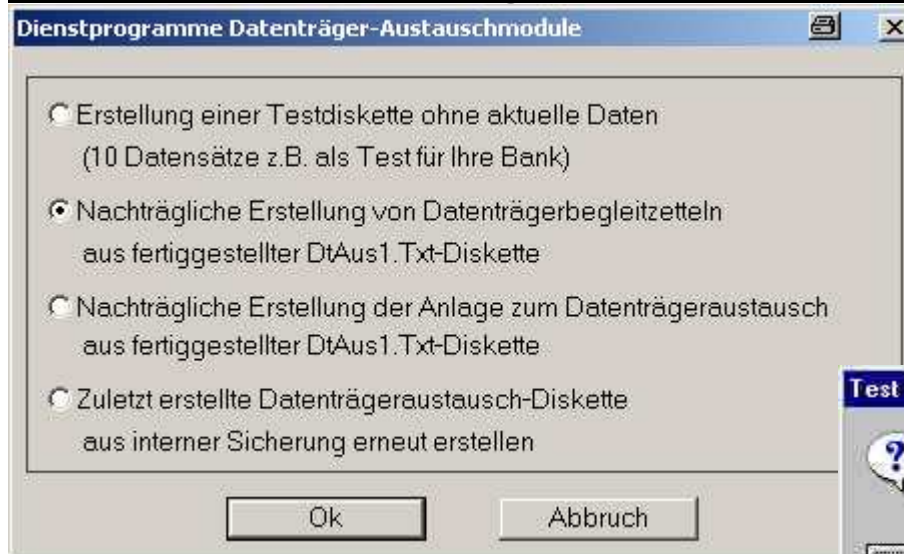 Dienstprogramme Datenträger-Austauschmodule
Erstellung einer Testdiskette ohne aktuelle Daten
(10 Datensätze z.B. als Test für Ihre Bank)
Nachträgliche Erstellung von Datenträgerbegleitzetteln
aus fertiggestellter DtAus1.Txt-Diskette
Nachträgliche Erstellung der Anlage zum Datenträgeraustausch
aus fertiggestellter DtAus1.Txt-Diskette
Zuletzt erstellte Datenträgeraustausch-Diskette
aus interner Sicherung erneut erstellen
Test
Ok
Abbruch